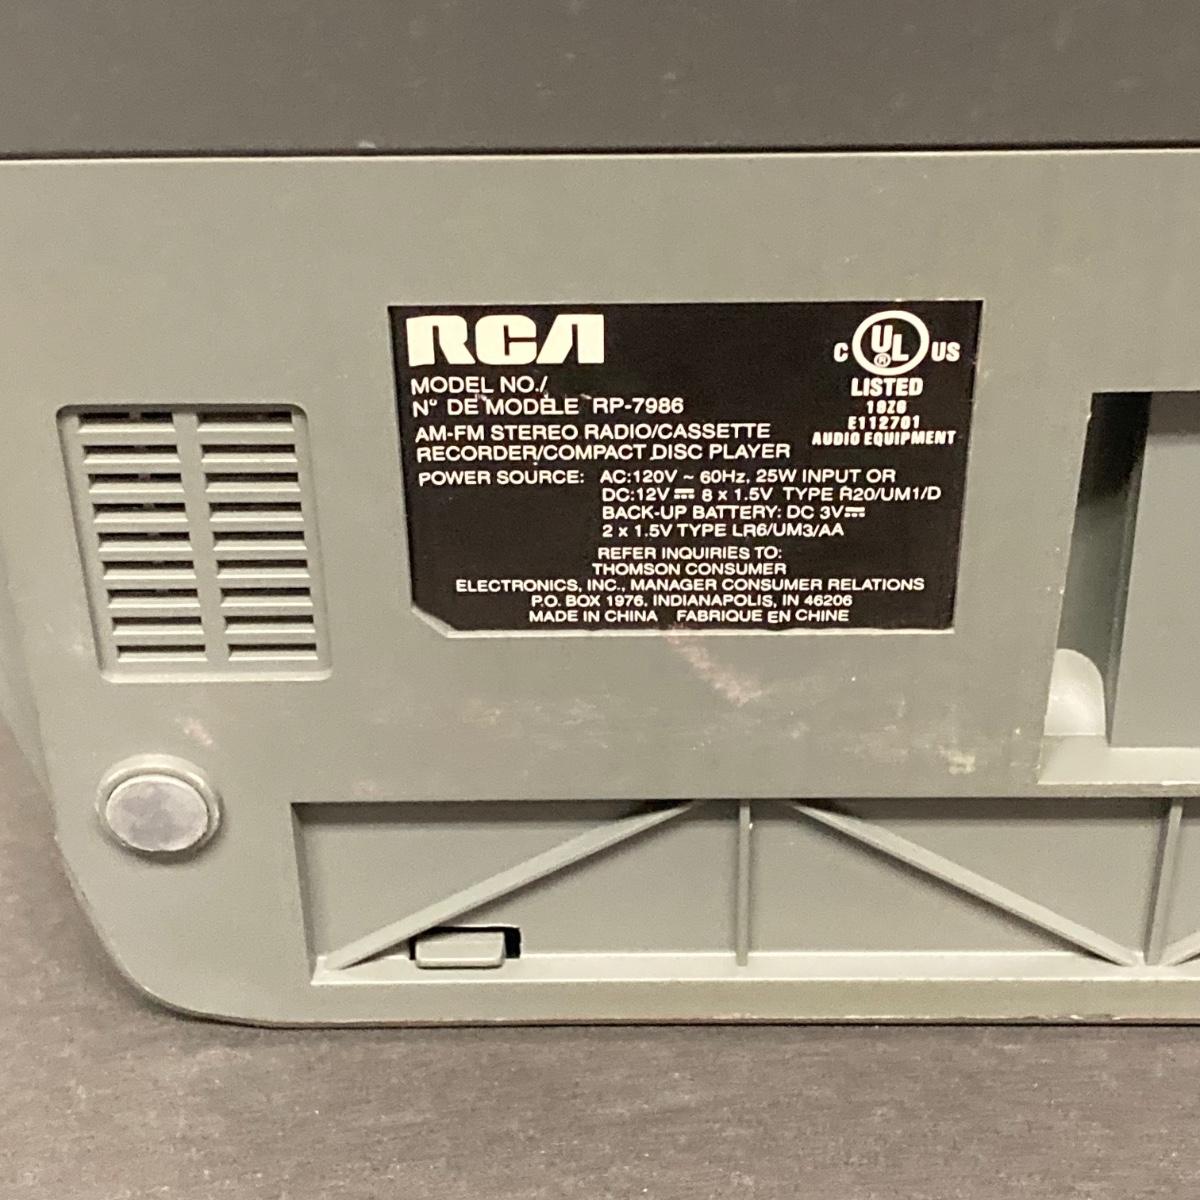 RCA
MODEL NO./
N° DE MODÈLE RP-7986
AM-FM STEREO RADIO/CASSETTE
RECORDER/COMPACT DISC PLAYER
POWER SOURCE: AC:120V ~ 60Hz, 25W INPUT OR
DC:12V ⎓ 8 x 1.5V TYPE R20/UM1/D
BACK-UP BATTERY: DC 3V⎓
2 x 1.5V TYPE LR6/UM3/AA
REFER INQUIRIES TO:
THOMSON CONSUMER
ELECTRONICS, INC., MANAGER CONSUMER RELATIONS
P.O. BOX 1976, INDIANAPOLIS, IN 46206
MADE IN CHINA FABRIQUE EN CHINE
C UL ® US
LISTED
10Z0
E112701
AUDIO EQUIPMENT